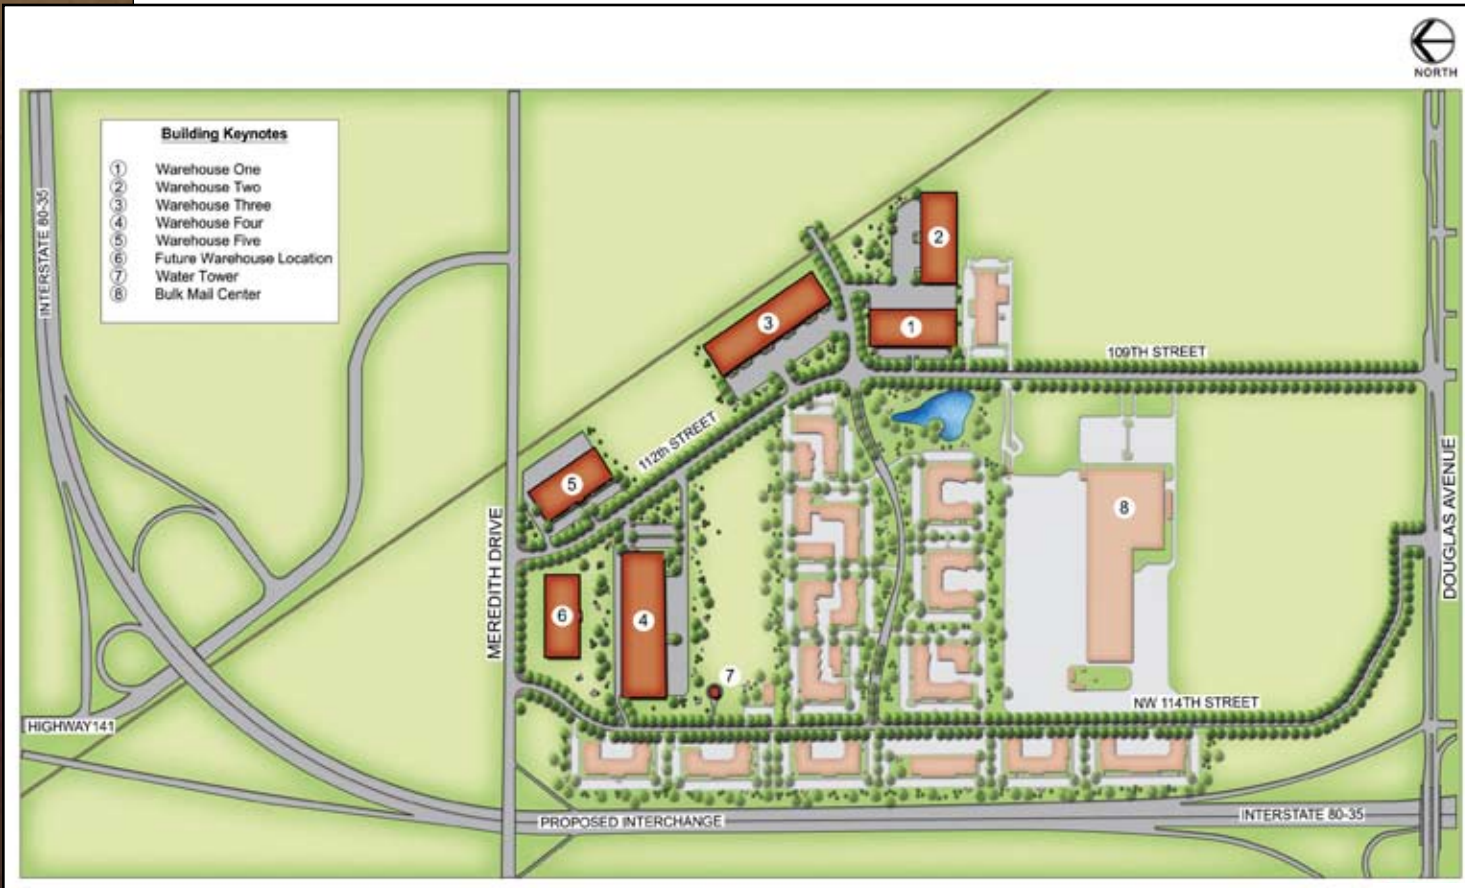 NORTH
Building Keynotes
1 Warehouse One
2 Warehouse Two
3 Warehouse Three
4 Warehouse Four
5 Warehouse Five
6 Future Warehouse Location
7 Water Tower
8 Bulk Mail Center
INTERSTATE 80-35
2
3
1
109TH STREET
112th STREET
5
8
DOUGLAS AVENUE
MEREDITH DRIVE
6
4
7
NW 114TH STREET
HIGHWAY141
PROPOSED INTERCHANGE
INTERSTATE 80-35